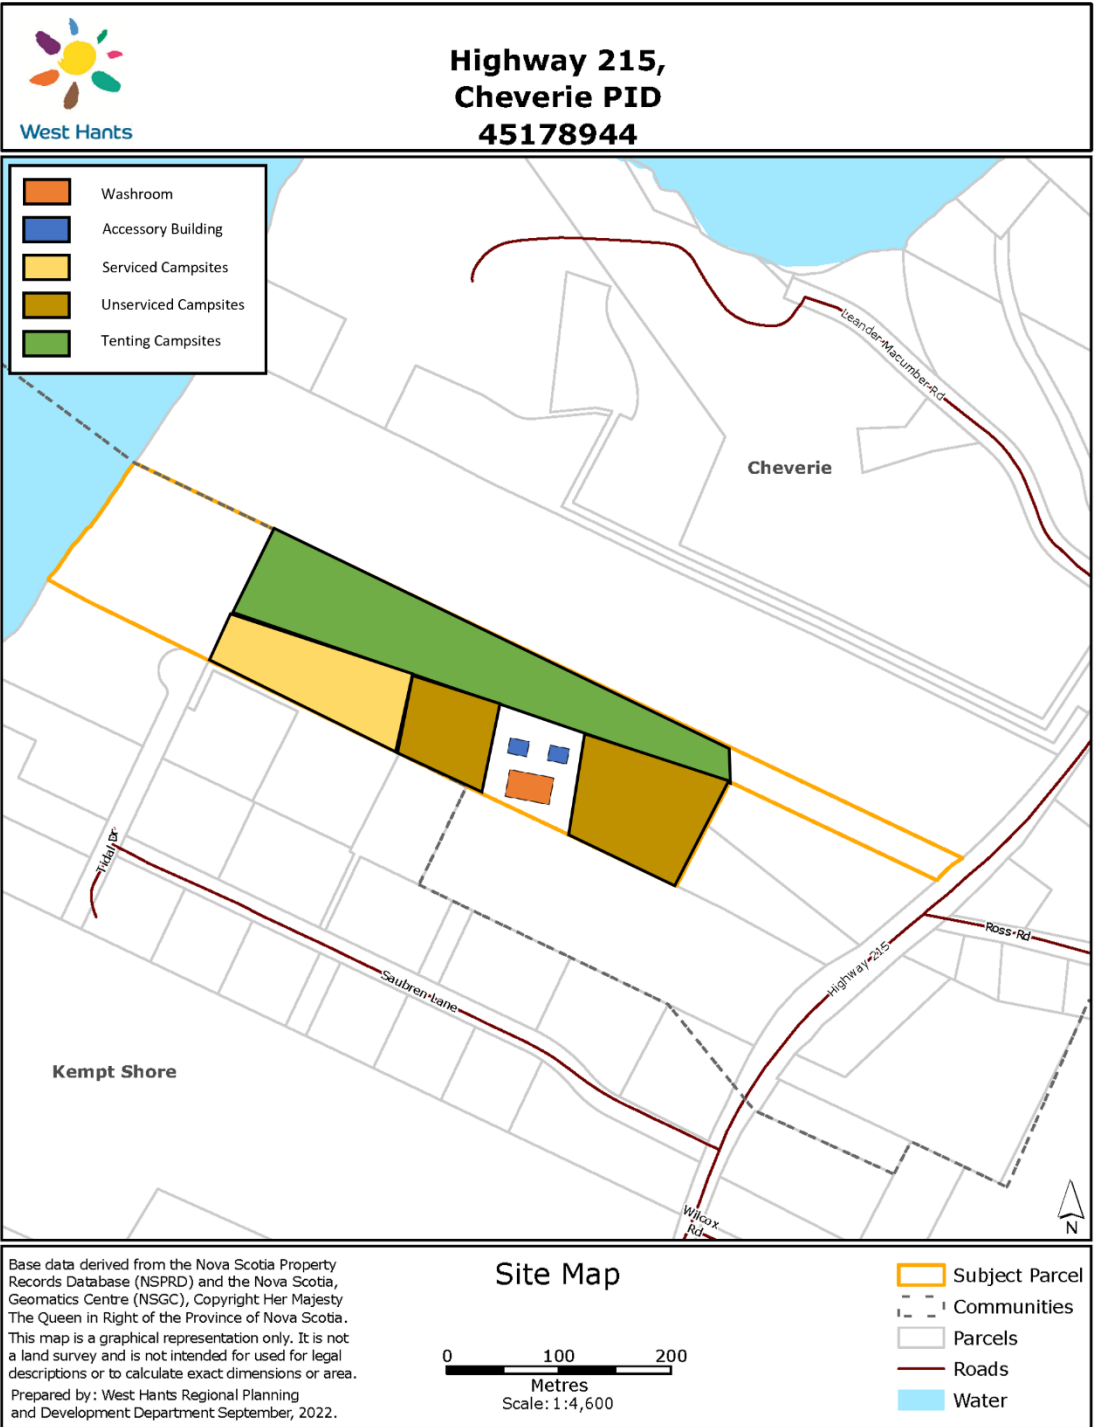 West Hants
Highway 215,
Cheverie PID
45178944
Washroom
Accessory Building
Serviced Campsites
Unserviced Campsites
Tenting Campsites
Leander-Macumber-Rd
Cheverie
Tidal-Dr
Saubren-Lane
Ross-Rd
Highway-215
Kempt Shore
Wilcox
Rd
N
Base data derived from the Nova Scotia Property
Records Database (NSPRD) and the Nova Scotia,
Geomatics Centre (NSGC), Copyright Her Majesty
The Queen in Right of the Province of Nova Scotia.
This map is a graphical representation only. It is not
a land survey and is not intended for used for legal
descriptions or to calculate exact dimensions or area.
Prepared by: West Hants Regional Planning
and Development Department September, 2022.
Site Map
0 100 200
Metres
Scale: 1:4,600
Subject Parcel
Communities
Parcels
Roads
Water